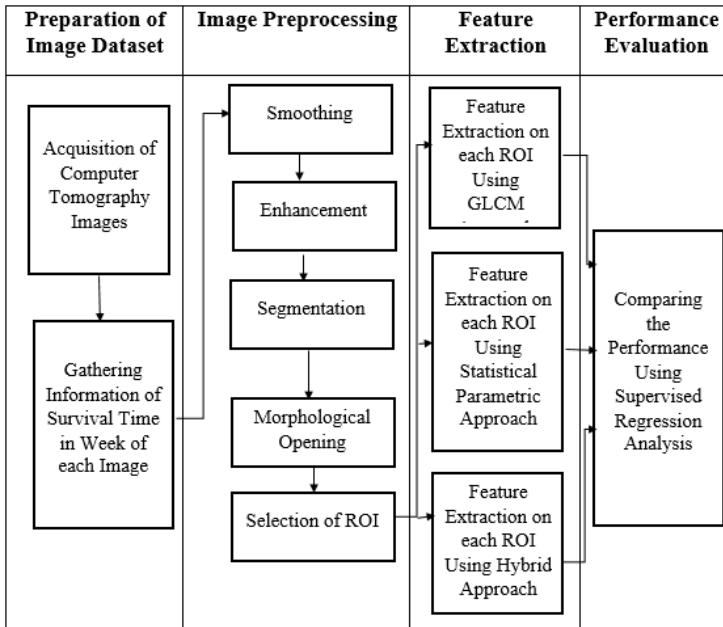 Preparation of
Image Dataset
Image Preprocessing
Feature
Extraction
Performance
Evaluation
Acquisition of
Computer
Tomography
Images
Gathering
Information of
Survival Time
in Week of
each Image
Smoothing
Enhancement
Segmentation
Morphological
Opening
Selection of ROI
Feature
Extraction on
each ROI
Using
GLCM
Feature
Extraction on
each ROI
Using
Statistical
Parametric
Approach
Feature
Extraction on
each ROI
Using Hybrid
Approach
Comparing
the
Performance
Using
Supervised
Regression
Analysis